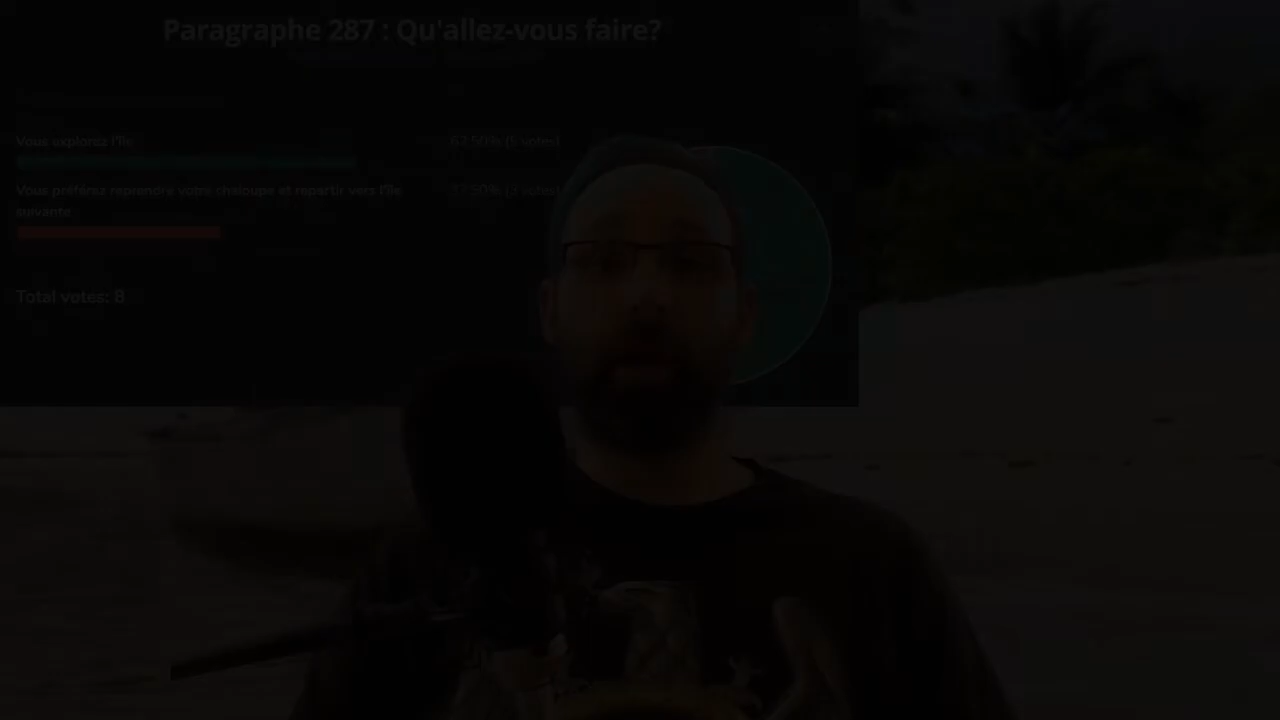 Paragraphe 287 : Qu'allez-vous faire?
Vous explorez l'île
62.50% (5 votes)
Vous préférez reprendre votre chaloupe et repartir vers l'île
suivante
37.50% (3 votes)
Total votes: 8